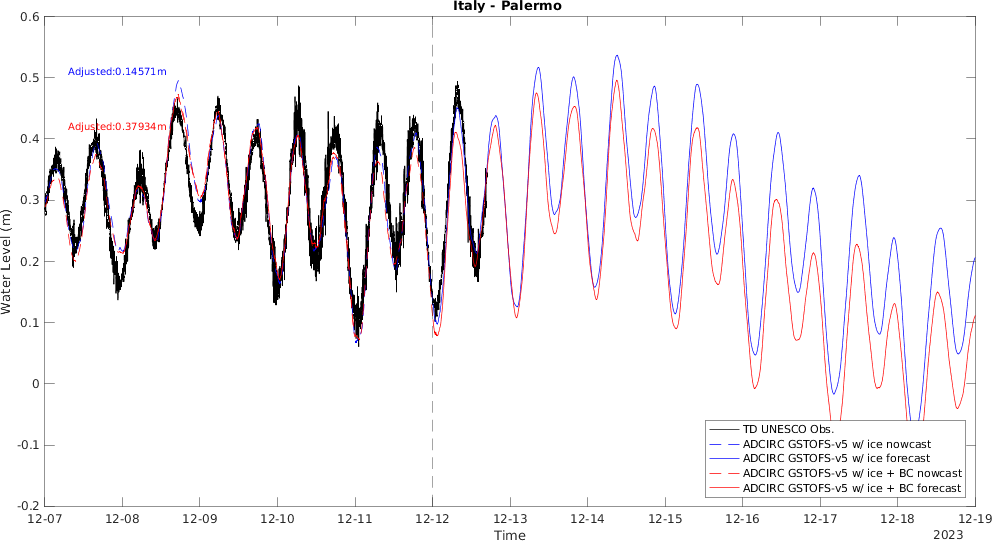 Italy - Palermo
0.6
0.5
0.4
0.3
0.2
0.1
0
-0.1
-0.2
Water Level (m)
Adjusted:0.14571m
Adjusted:0.37934m
TD UNESCO Obs.
ADCIRC GSTOFS-v5 w/ ice nowcast
ADCIRC GSTOFS-v5 w/ ice forecast
ADCIRC GSTOFS-v5 w/ ice + BC nowcast
ADCIRC GSTOFS-v5 w/ ice + BC forecast
12-07 12-08 12-09 12-10 12-11 12-12 12-13 12-14 12-15 12-16 12-17 12-18 12-19
Time
2023